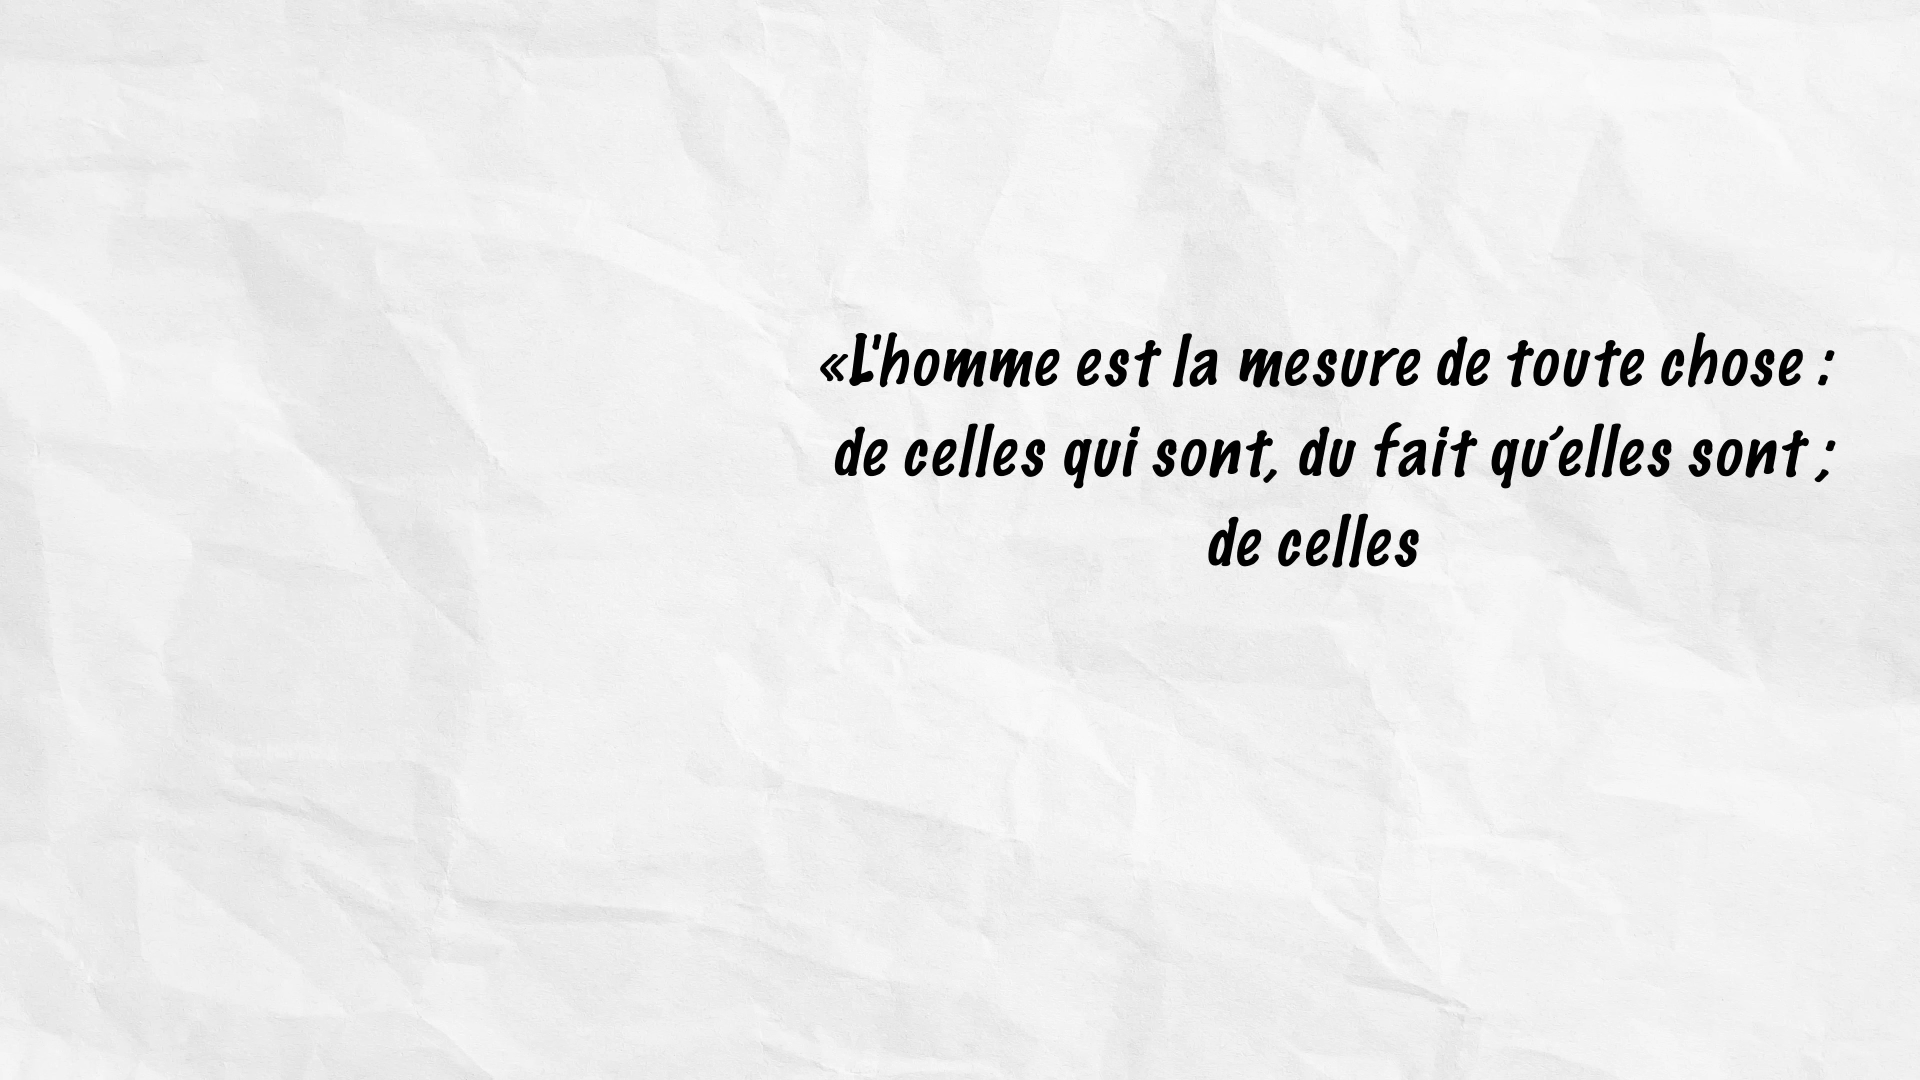 «L'homme est la mesure de toute chose :
de celles qui sont, du fait qu’elles sont ;
de celles